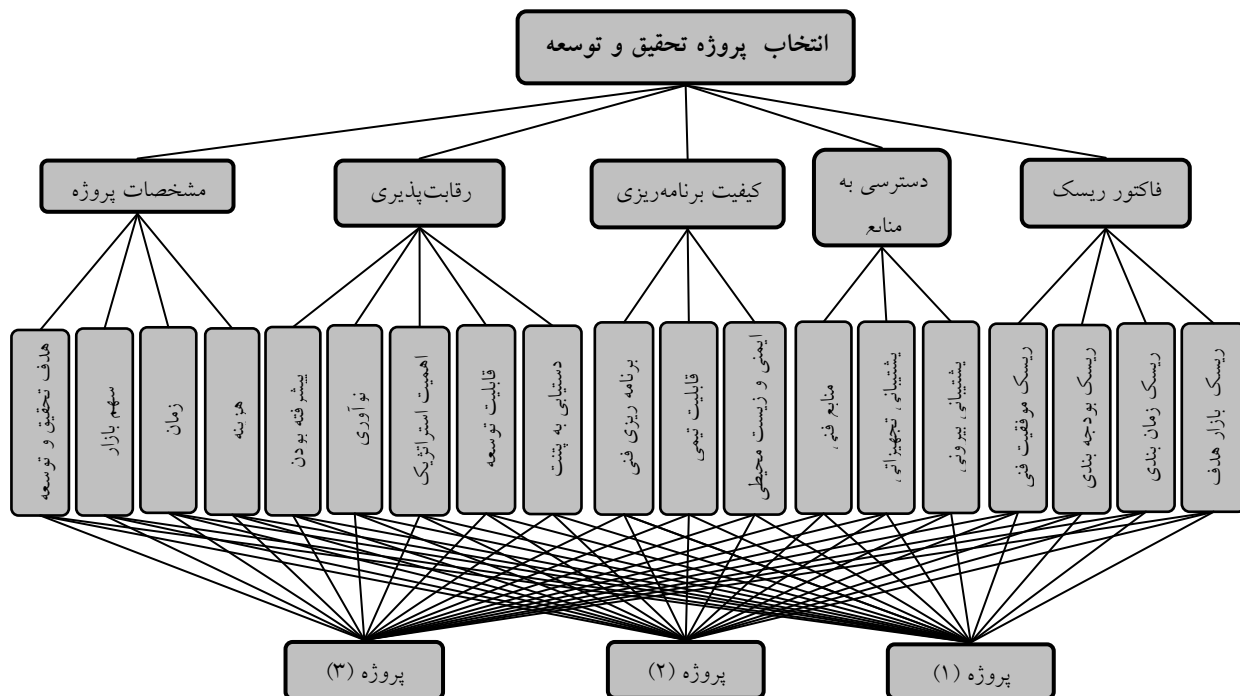 انتخاب پروژه تحقیق و توسعه
فاکتور ریسک
دسترسی به
منابع
کیفیت برنامه‌ریزی
رقابت‌پذیری
مشخصات پروژه
ریسک بازار هدف
ریسک زمان بندی
ریسک بودجه بندی
ریسک موفقیت فنی
پشتیبانی بیرونی
پشتیبانی تجهیزاتی
منابع فنی
ایمنی و زیست محیطی
قابلیت تیمی
برنامه ریزی فنی
دستیابی به پتنت
قابلیت توسعه
اهمیت استراتژیک
نوآوری
پیشرفته بودن
هزینه
زمان
سهم بازار
هدف تحقیق و توسعه
پروژه (۱)
پروژه (۲)
پروژه (۳)